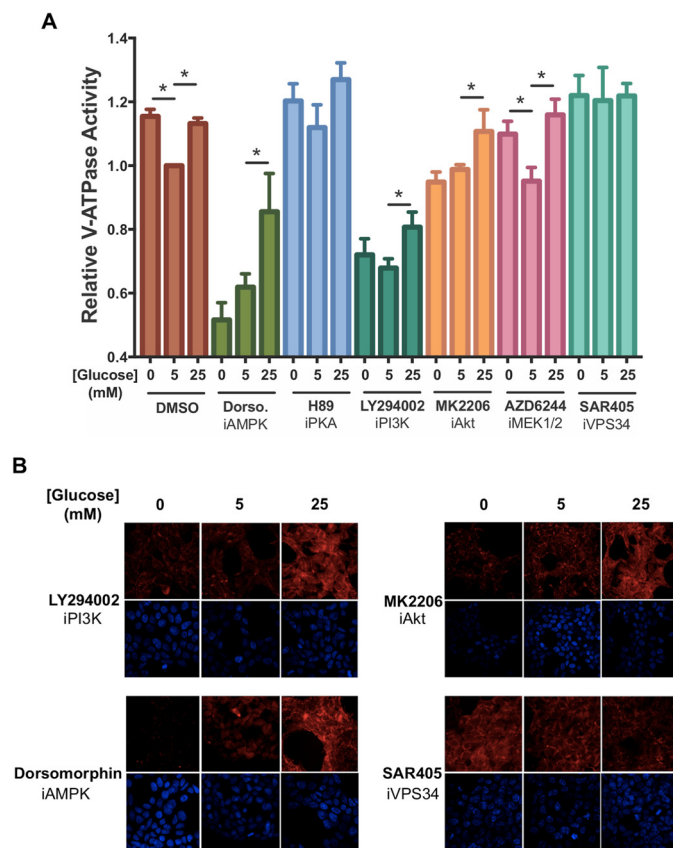 A
Relative V-ATPase Activity
1.4
1.2
1.0
0.8
0.6
0.4
* * * * * * *
[Glucose] 0 5 25 0 5 25 0 5 25 0 5 25 0 5 25 0 5 25 0 5 25
(mM)
DMSO Dorso. H89 LY294002 MK2206 AZD6244 SAR405
iAMPK iPKA iPI3K iAkt iMEK1/2 iVPS34
B
[Glucose] 0 5 25 0 5 25
(mM)
LY294002 MK2206
iPI3K iAkt
Dorsomorphin SAR405
iAMPK iVPS34